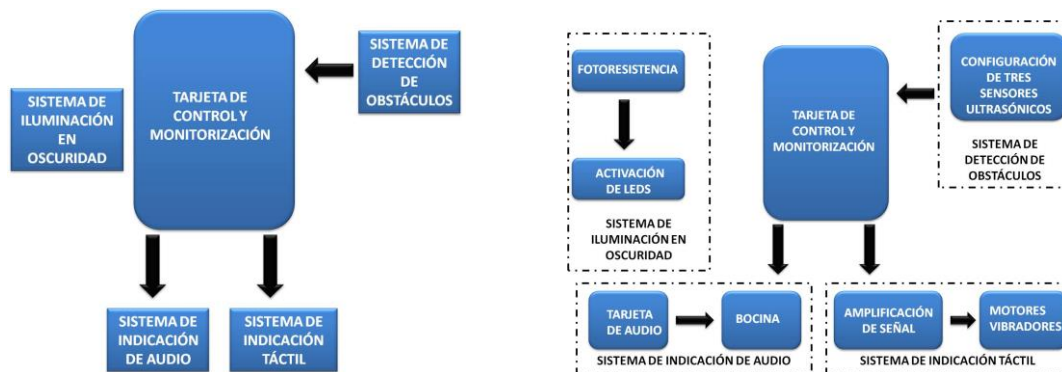 SISTEMA DE
ILUMINACIÓN
EN
OSCURIDAD
TARJETA DE
CONTROL Y
MONITORIZACIÓN
SISTEMA DE
DETECCIÓN
DE
OBSTÁCULOS
SISTEMA DE
INDICACIÓN
DE AUDIO
SISTEMA DE
INDICACIÓN
TÁCTIL
FOTORESISTENCIA
ACTIVACIÓN
DE LEDS
SISTEMA DE
ILUMINACIÓN EN
OSCURIDAD
TARJETA DE
CONTROL Y
MONITORIZACIÓN
CONFIGURACIÓN
DE TRES
SENSORES
ULTRASÓNICOS
SISTEMA DE
DETECCIÓN DE
OBSTÁCULOS
TARJETA
DE AUDIO
BOCINA
SISTEMA DE INDICACIÓN DE AUDIO
AMPLIFICACIÓN
DE SEÑAL
MOTORES
VIBRADORES
SISTEMA DE INDICACIÓN TÁCTIL